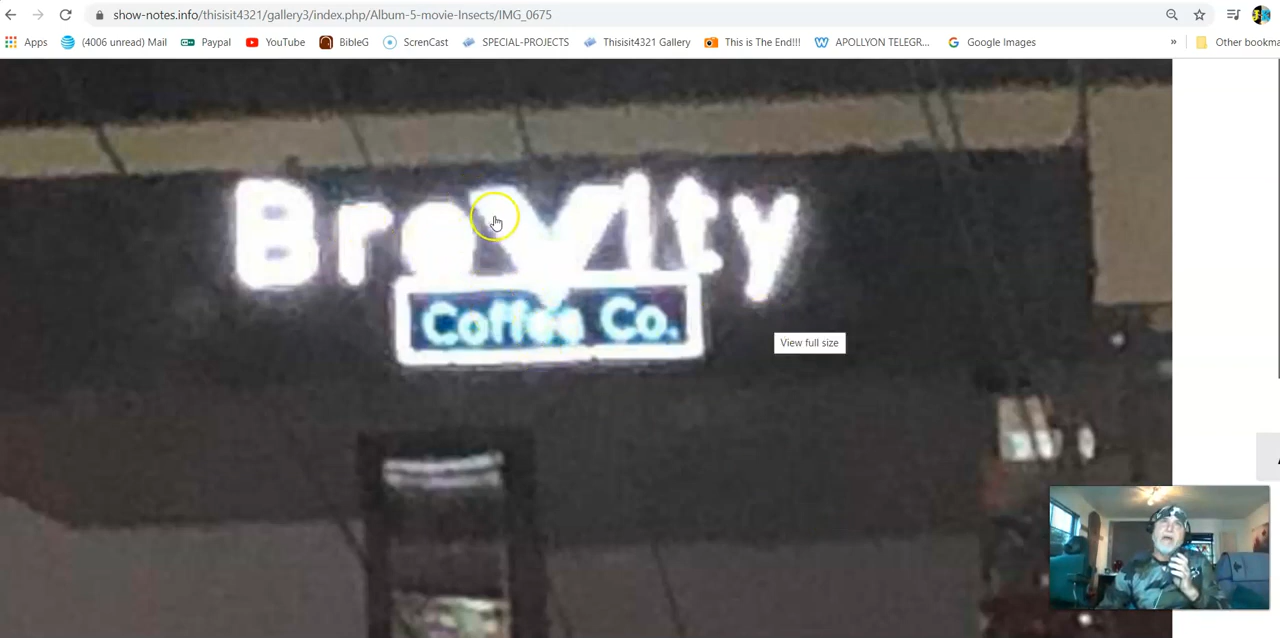 show-notes.info/thisisit4321/gallery3/index.php/Album-5-movie-Insects/IMG_0675
Apps (4006 unread) Mail Paypal YouTube BibleG ScrenCast SPECIAL-PROJECTS Thisisit4321 Gallery This is The End!!! APOLLYON TELEGR... Google Images » Other bookma
Brevity
Coffee Co.
View full size